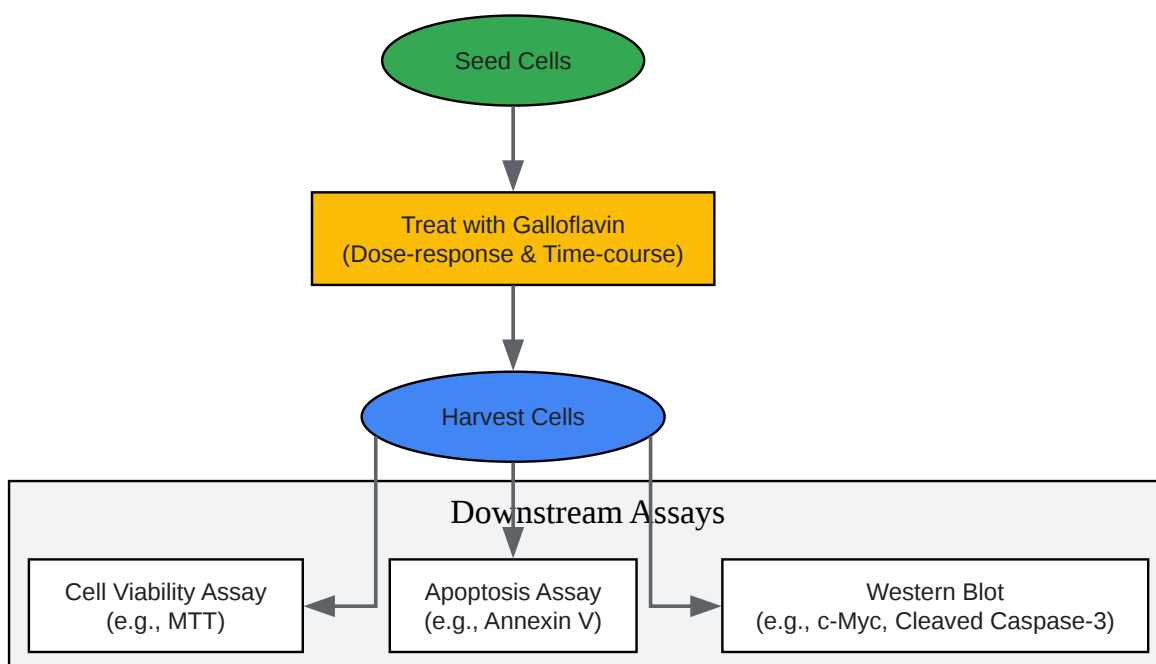 Seed Cells
Treat with Galloflavin
(Dose-response & Time-course)
Harvest Cells
Downstream Assays
Cell Viability Assay
(e.g., MTT)
Apoptosis Assay
(e.g., Annexin V)
Western Blot
(e.g., c-Myc, Cleaved Caspase-3)